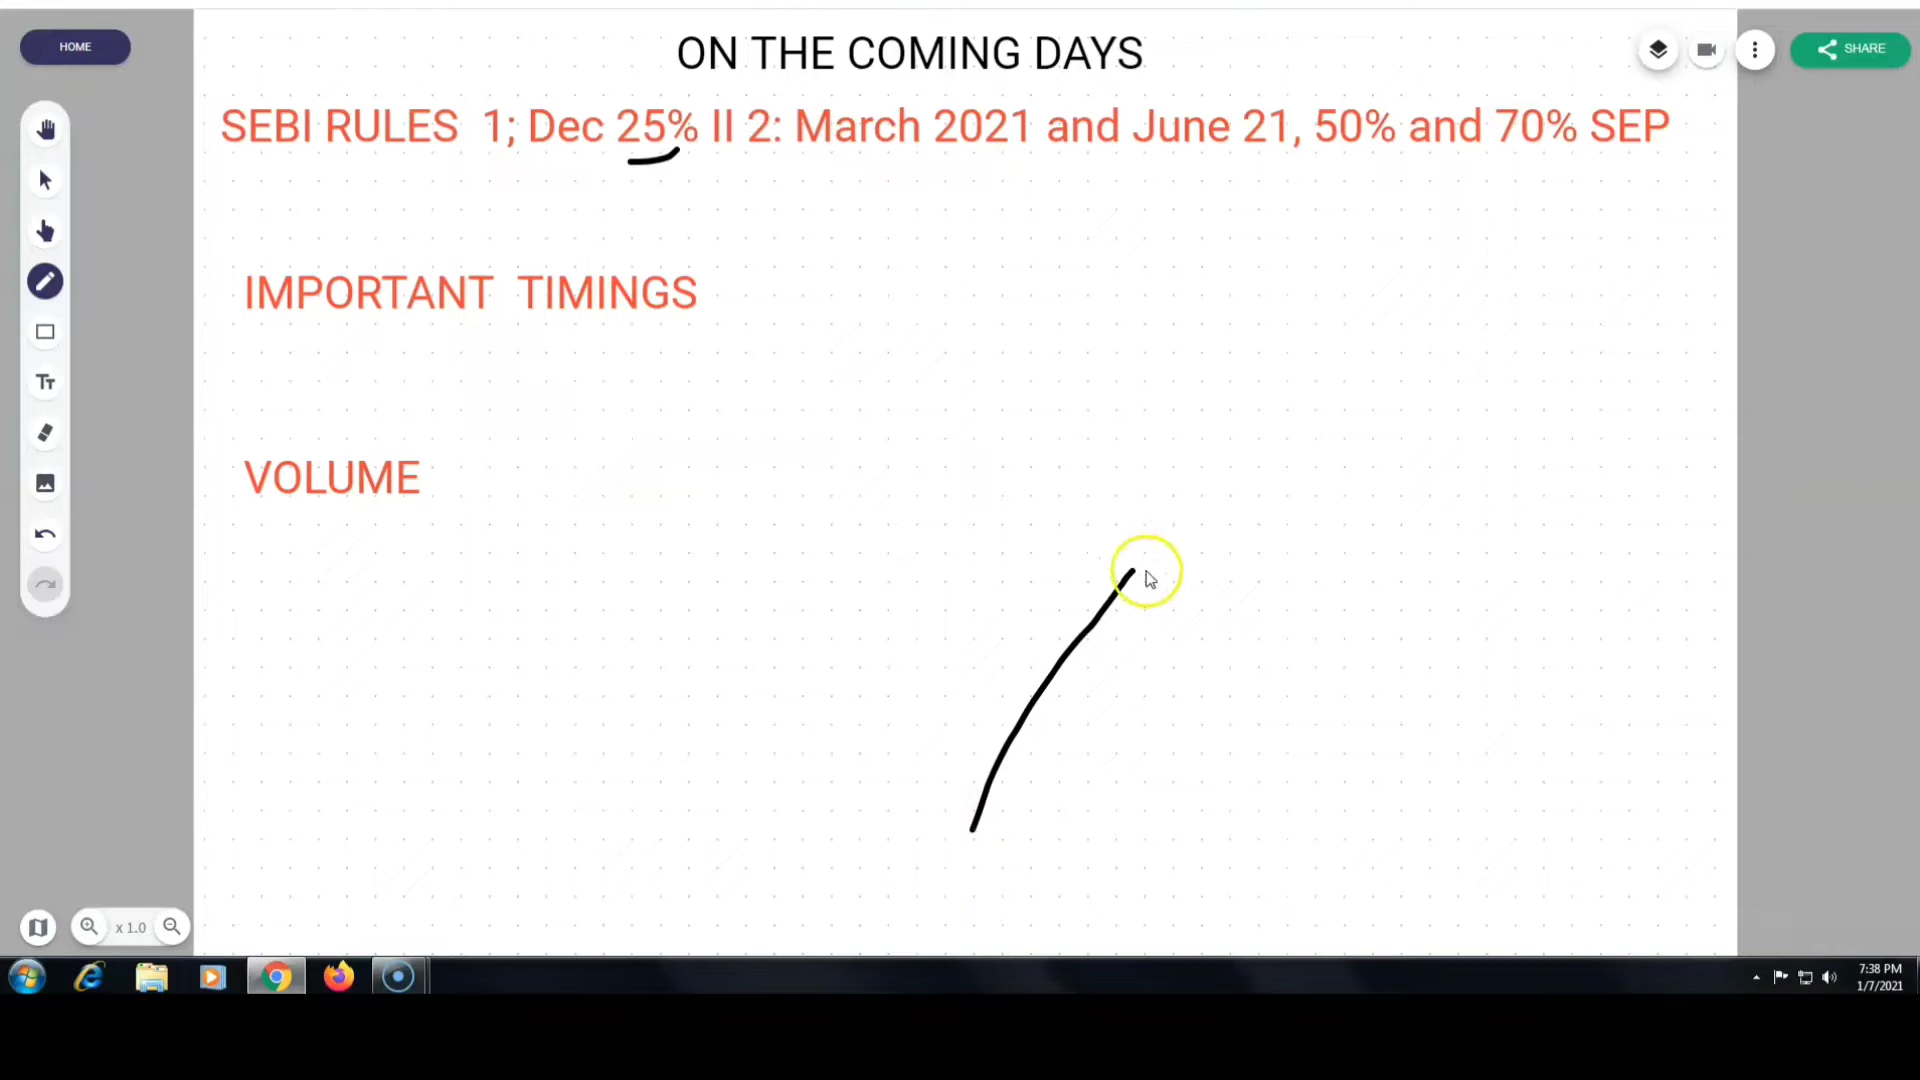 HOME
ON THE COMING DAYS
SHARE
SEBI RULES 1; Dec 25% II 2: March 2021 and June 21, 50% and 70% SEP
IMPORTANT TIMINGS
Tт
VOLUME
x 1.0
7:38 PM
1/7/2021